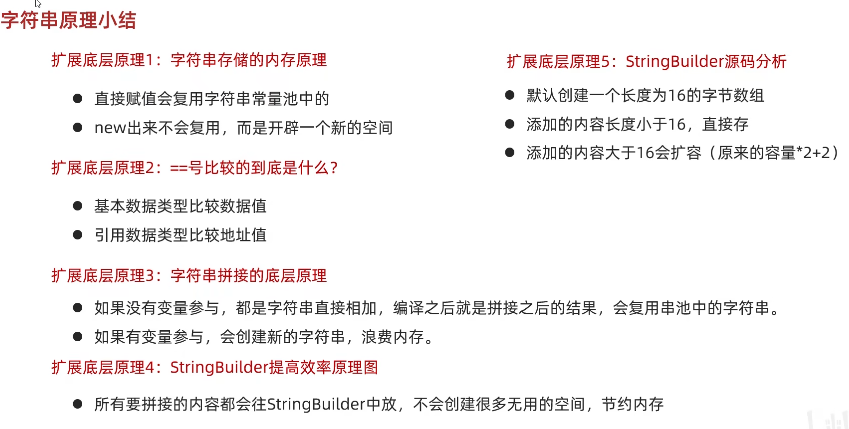 字符串原理小结
扩展底层原理1：字符串存储的内存原理
● 直接赋值会复用字符串常量池中的
● new出来不会复用，而是开辟一个新的空间
扩展底层原理2：==号比较的到底是什么？
● 基本数据类型比较数据值
● 引用数据类型比较地址值
扩展底层原理3：字符串拼接的底层原理
● 如果没有变量参与，都是字符串直接相加，编译之后就是拼接之后的结果，会复用串池中的字符串。
● 如果有变量参与，会创建新的字符串，浪费内存。
扩展底层原理4：StringBuilder提高效率原理图
● 所有要拼接的内容都会往StringBuilder中放，不会创建很多无用的空间，节约内存
扩展底层原理5：StringBuilder源码分析
● 默认创建一个长度为16的字节数组
● 添加的内容长度小于16，直接存
● 添加的内容大于16会扩容（原来的容量*2+2）